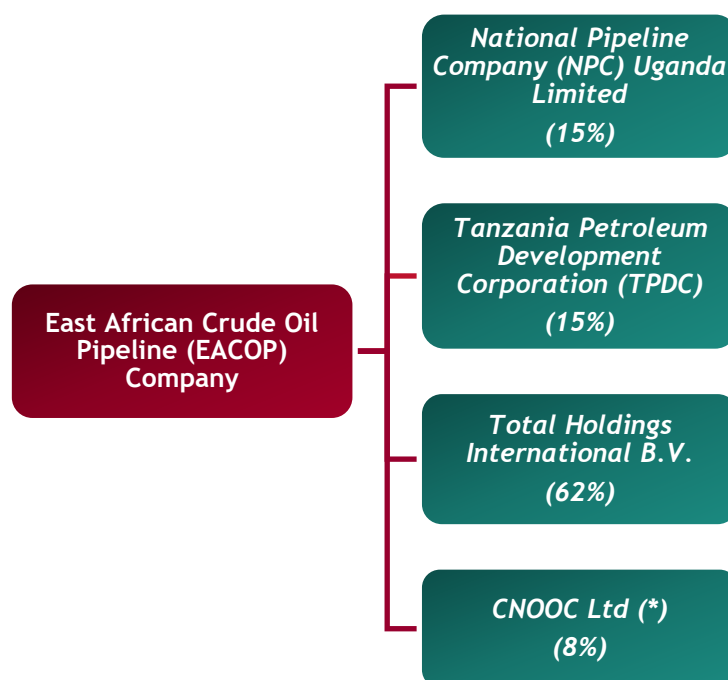 National Pipeline
Company (NPC) Uganda
Limited
(15%)
Tanzania Petroleum
Development
Corporation (TPDC)
(15%)
East African Crude Oil
Pipeline (EACOP)
Company
Total Holdings
International B.V.
(62%)
CNOOC Ltd (*)
(8%)